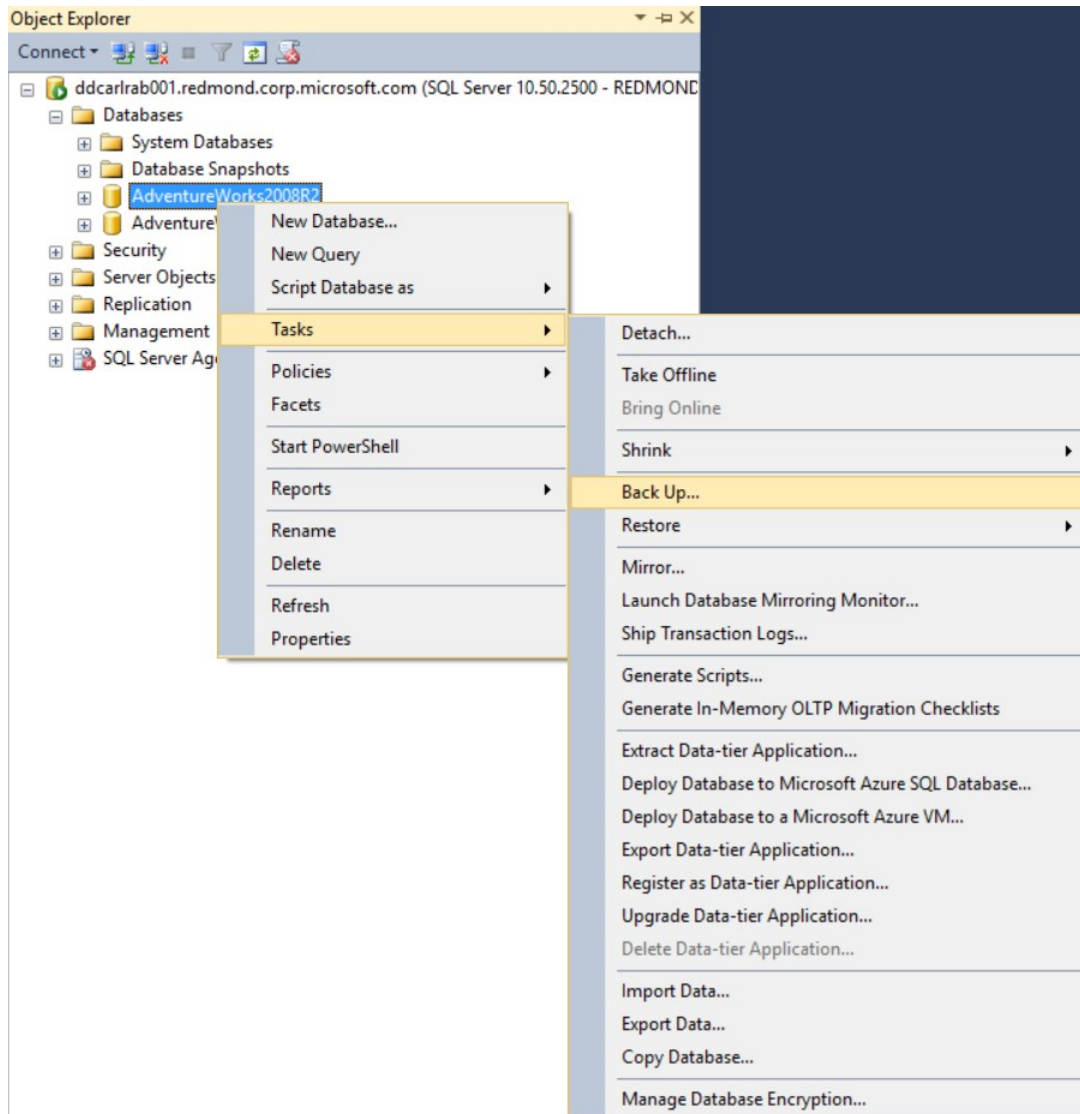 Object Explorer
Connect
ddcarlrab001.redmond.corp.microsoft.com (SQL Server 10.50.2500 - REDMOND
Databases
System Databases
Database Snapshots
AdventureWorks2008R2
Adventure
Security
Server Objects
Replication
Management
SQL Server Age
New Database...
New Query
Script Database as
Tasks
Policies
Facets
Start PowerShell
Reports
Rename
Delete
Refresh
Properties
Detach...
Take Offline
Bring Online
Shrink
Back Up...
Restore
Mirror...
Launch Database Mirroring Monitor...
Ship Transaction Logs...
Generate Scripts...
Generate In-Memory OLTP Migration Checklists
Extract Data-tier Application...
Deploy Database to Microsoft Azure SQL Database...
Deploy Database to a Microsoft Azure VM...
Export Data-tier Application...
Register as Data-tier Application...
Upgrade Data-tier Application...
Delete Data-tier Application...
Import Data...
Export Data...
Copy Database...
Manage Database Encryption...